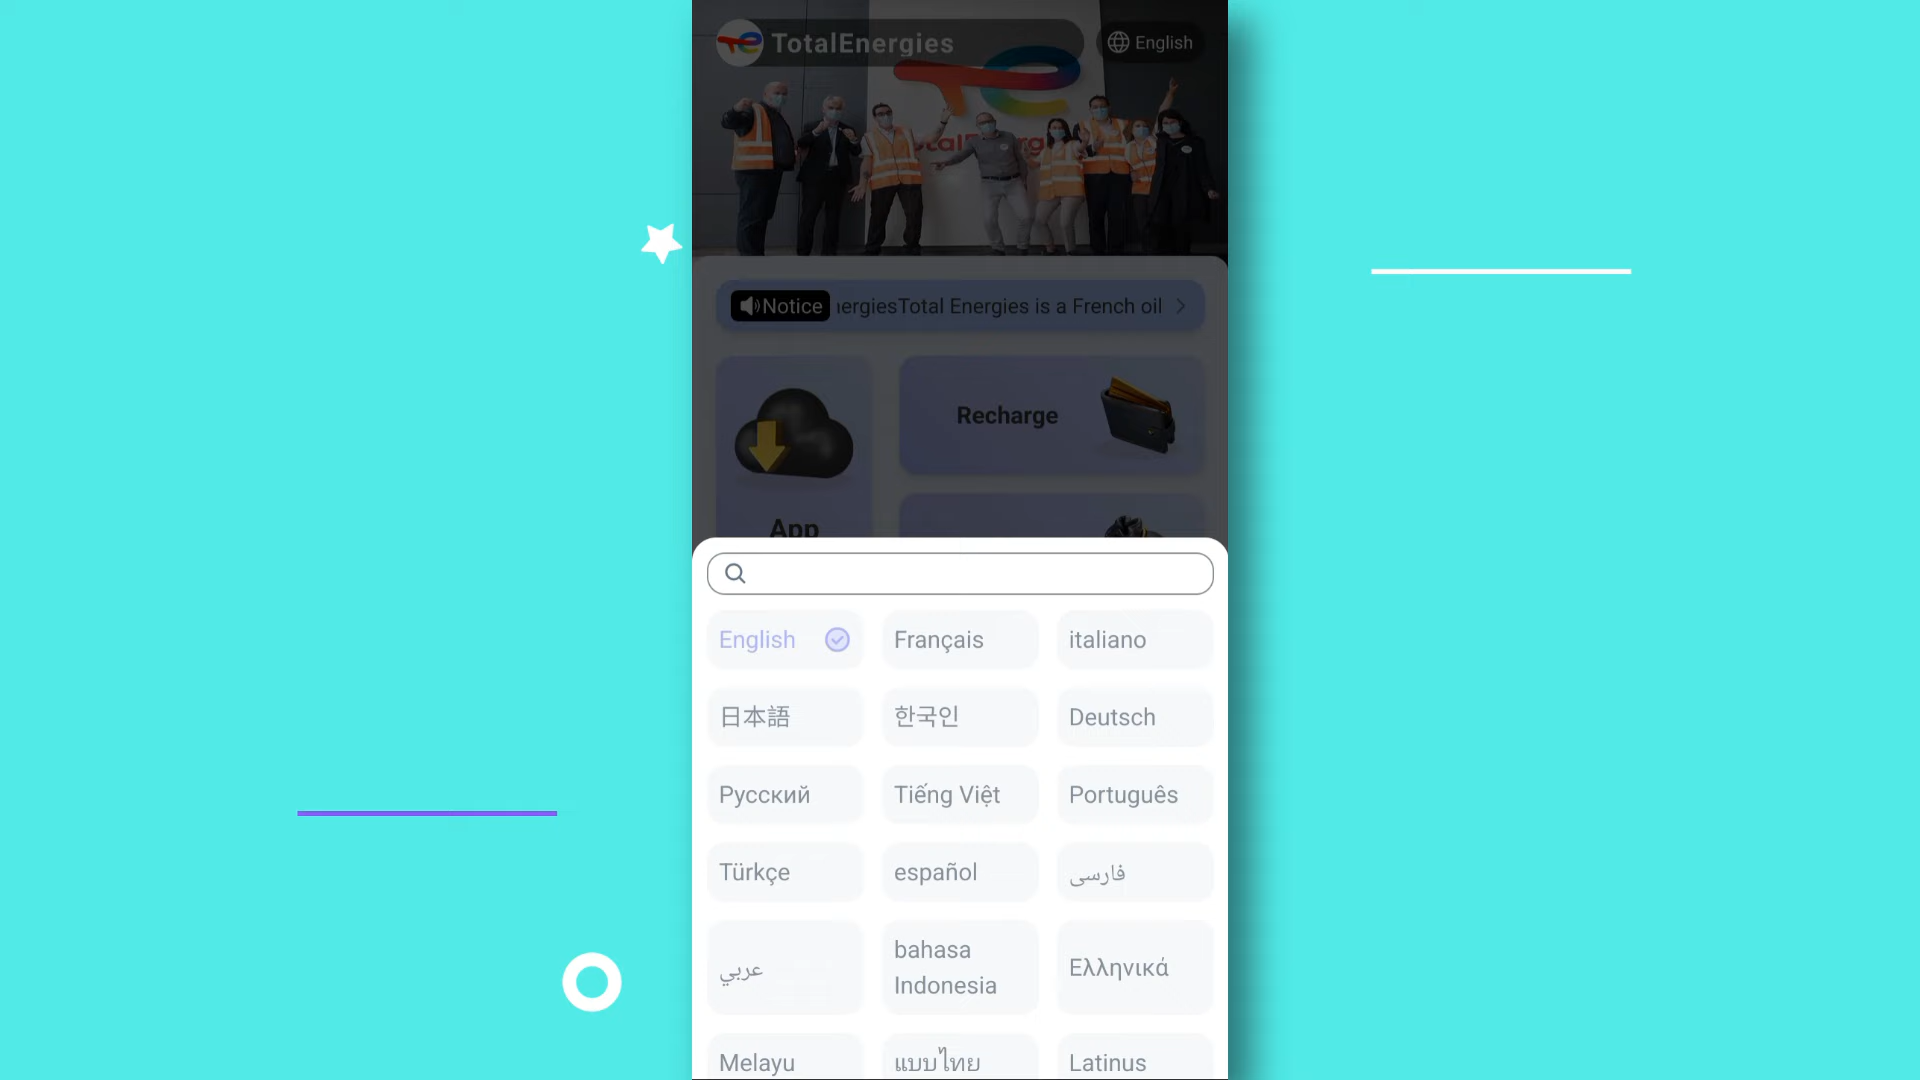 TotalEnergies
English
Notice
ergiesTotal Energies is a French oil
Recharge
App
English
Français
italiano
日本語
한국인
Deutsch
Русский
Tiếng Việt
Português
Türkçe
español
فارسی
عربي
bahasa
Indonesia
Ελληνικά
Melayu
แบบไทย
Latinus